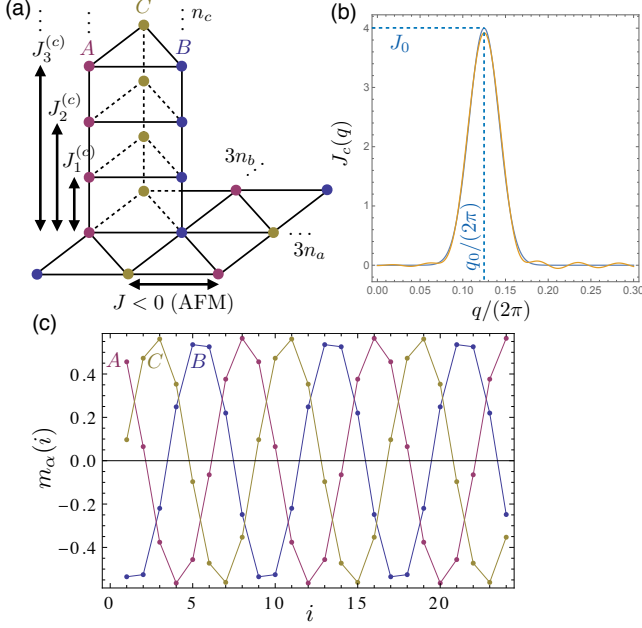 (a)
n_c
C
A
B
J_3^{(c)}
J_2^{(c)}
J_1^{(c)}
3n_b
3n_a
J < 0 (AFM)
(b)
J_0
J_c(q)
q_0/(2π)
4
3
2
1
0
0.00 0.05 0.10 0.15 0.20 0.25 0.30
q/(2π)
(c)
A C B
m_α(i)
0.4
0.2
0.0
−0.2
−0.4
0 5 10 15 20
i